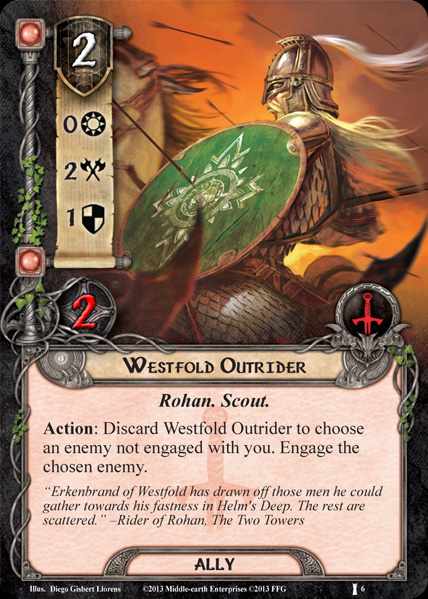 2
0
2
1
2
Westfold Outrider
Rohan. Scout.
Action: Discard Westfold Outrider to choose
an enemy not engaged with you. Engage the
chosen enemy.
“Erkenbrand of Westfold has drawn off those men he could
gather towards his fastness in Helm's Deep. The rest are
scattered.” –Rider of Rohan, The Two Towers
ALLY
Illus. Diego Gisbert Llorens ©2013 Middle-earth Enterprises ©2013 FFG 6